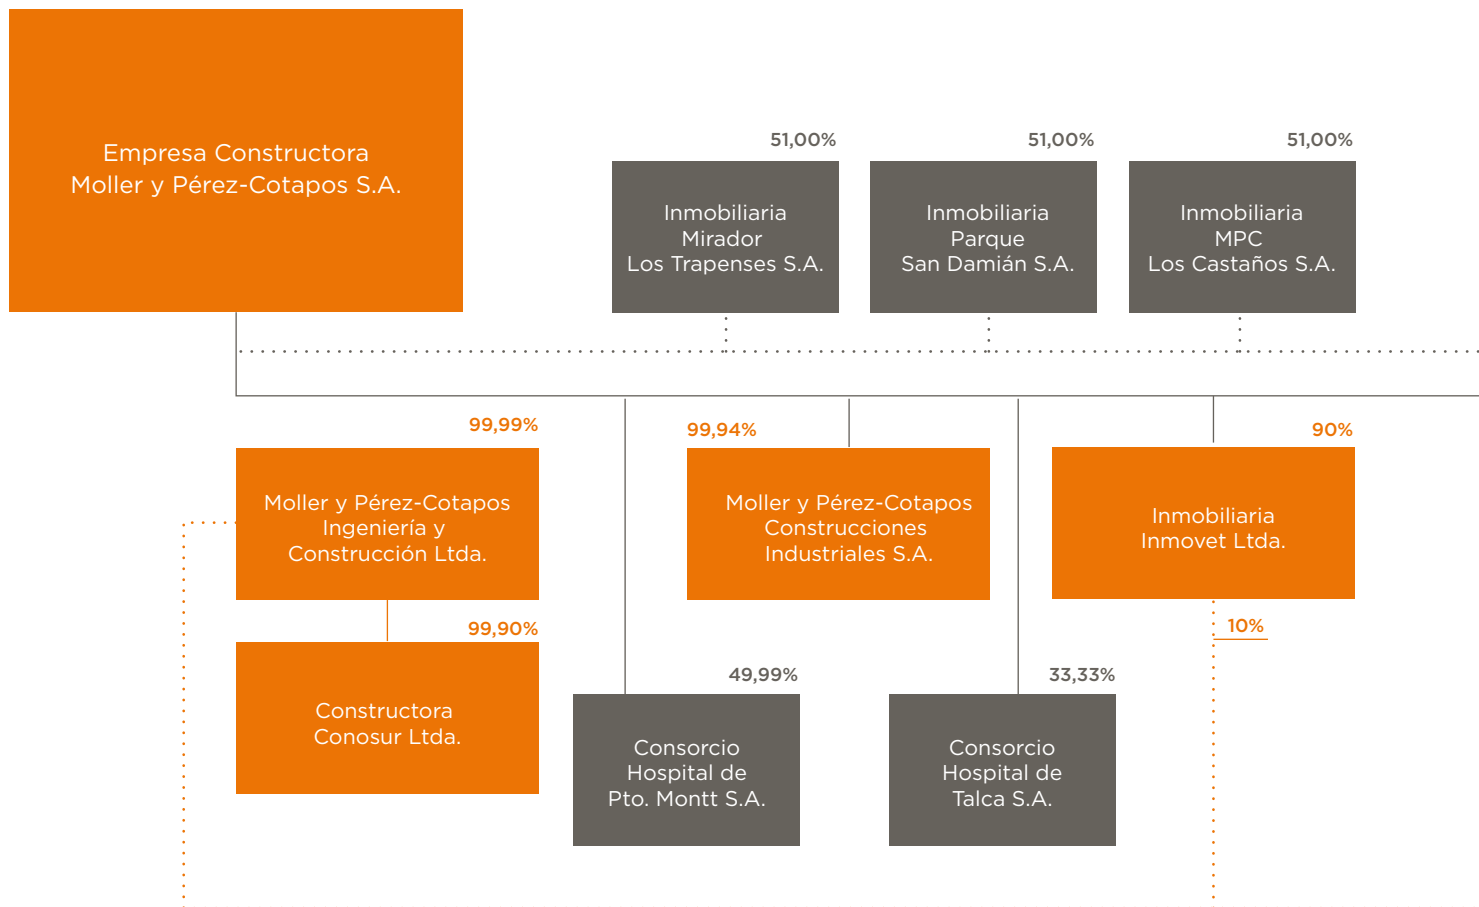 Empresa Constructora
Moller y Pérez-Cotapos S.A.
51,00%
Inmobiliaria
Mirador
Los Trapenses S.A.
51,00%
Inmobiliaria
Parque
San Damián S.A.
51,00%
Inmobiliaria
MPC
Los Castaños S.A.
99,99%
Moller y Pérez-Cotapos
Ingeniería y
Construcción Ltda.
99,94%
Moller y Pérez-Cotapos
Construcciones
Industriales S.A.
90%
Inmobiliaria
Inmovet Ltda.
10%
99,90%
Constructora
Conosur Ltda.
49,99%
Consorcio
Hospital de
Pto. Montt S.A.
33,33%
Consorcio
Hospital de
Talca S.A.